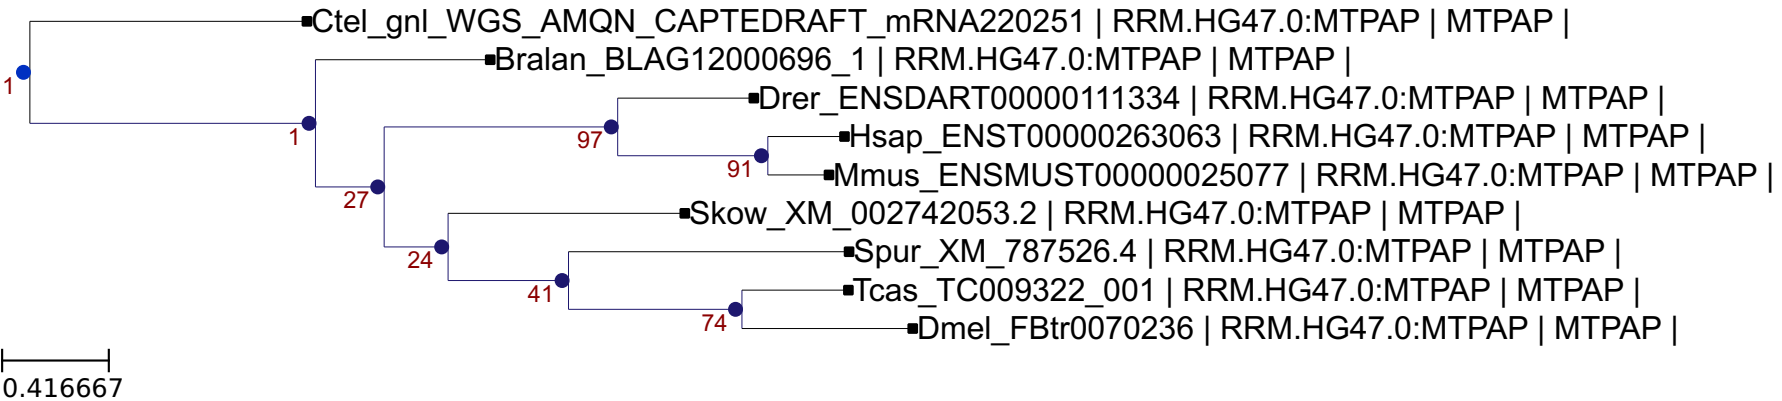 Ctel_gnl_WGS_AMQN_CAPTEDRAFT_mRNA220251 | RRM.HG47.0:MTPAP | MTPAP |
Bralan_BLAG12000696_1 | RRM.HG47.0:MTPAP | MTPAP |
1
Drer_ENSDART00000111334 | RRM.HG47.0:MTPAP | MTPAP |
1
97
Hsap_ENST00000263063 | RRM.HG47.0:MTPAP | MTPAP |
91
Mmus_ENSMUST00000025077 | RRM.HG47.0:MTPAP | MTPAP |
27
Skow_XM_002742053.2 | RRM.HG47.0:MTPAP | MTPAP |
24
Spur_XM_787526.4 | RRM.HG47.0:MTPAP | MTPAP |
41
Tcas_TC009322_001 | RRM.HG47.0:MTPAP | MTPAP |
74
Dmel_FBtr0070236 | RRM.HG47.0:MTPAP | MTPAP |
0.416667